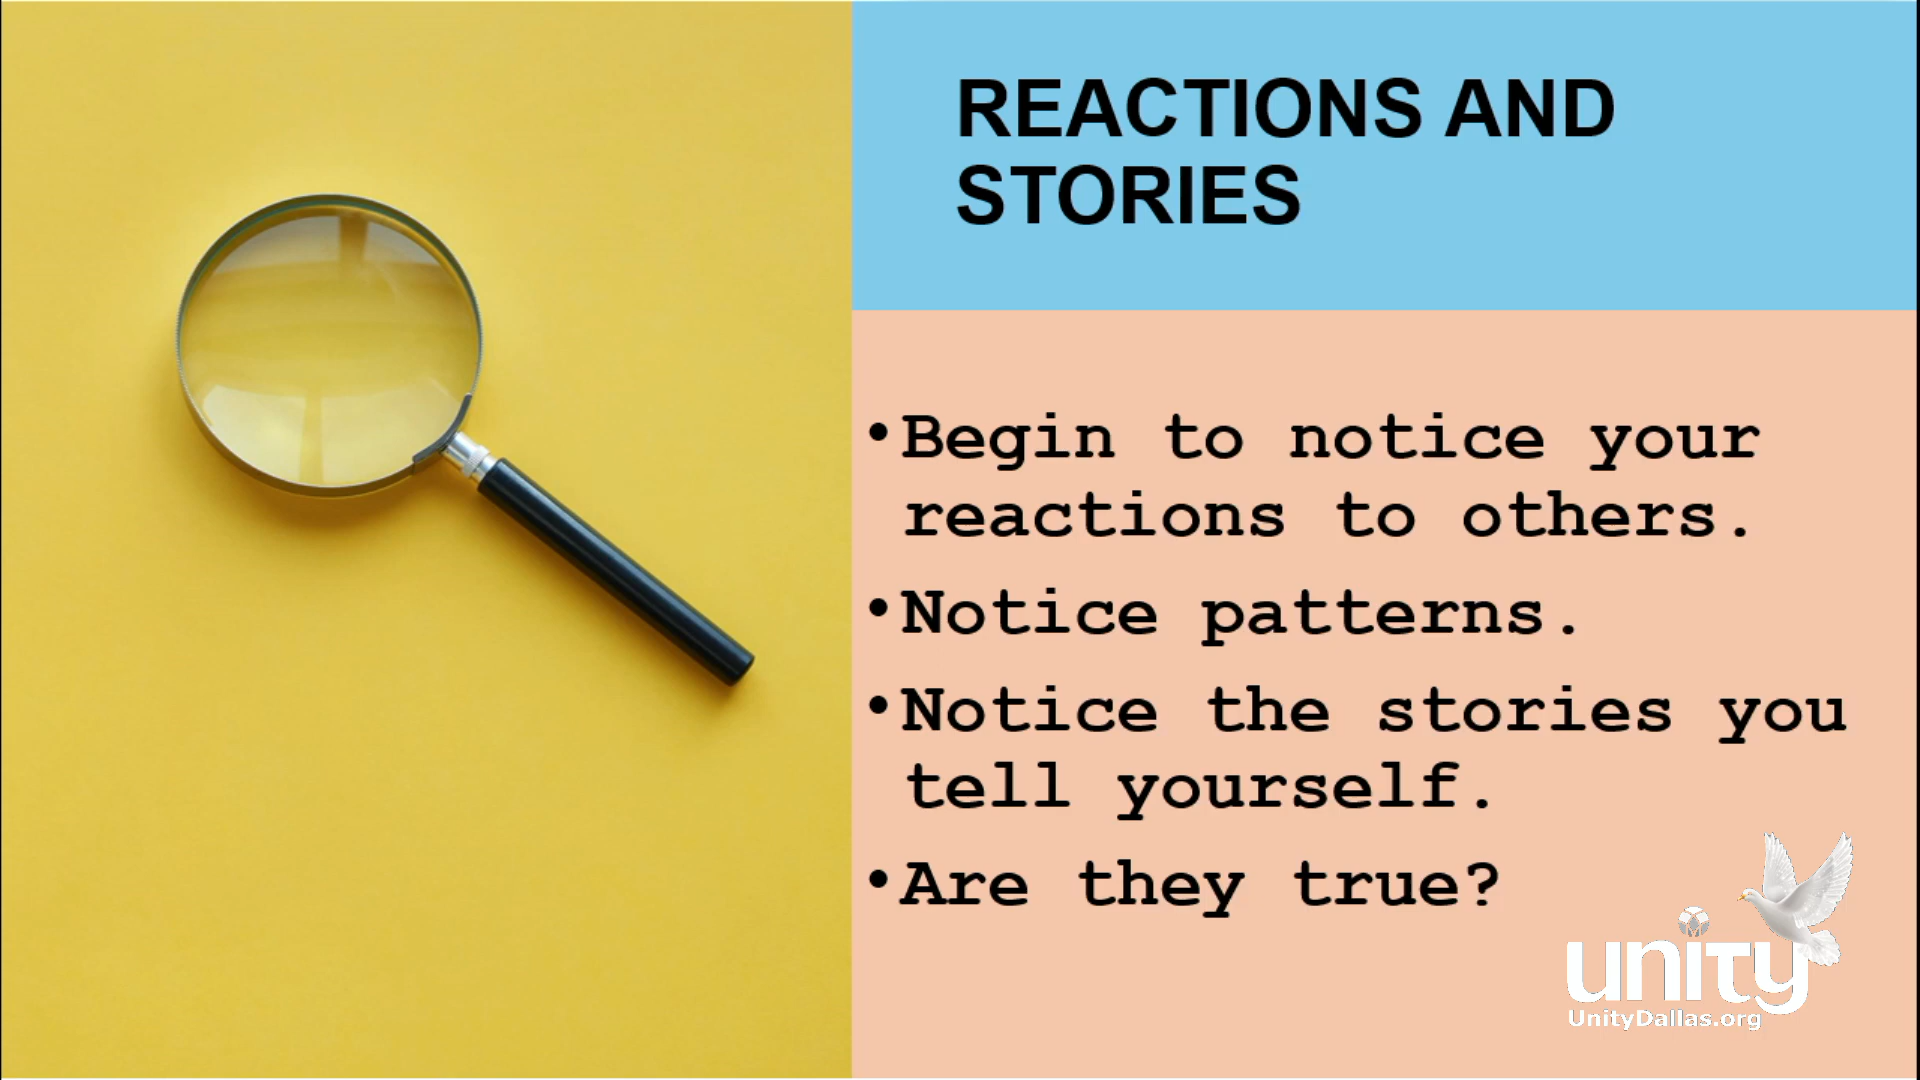 REACTIONS AND
STORIES
•Begin to notice your
reactions to others.
•Notice patterns.
•Notice the stories you
tell yourself.
•Are they true?
unity
UnityDallas.org